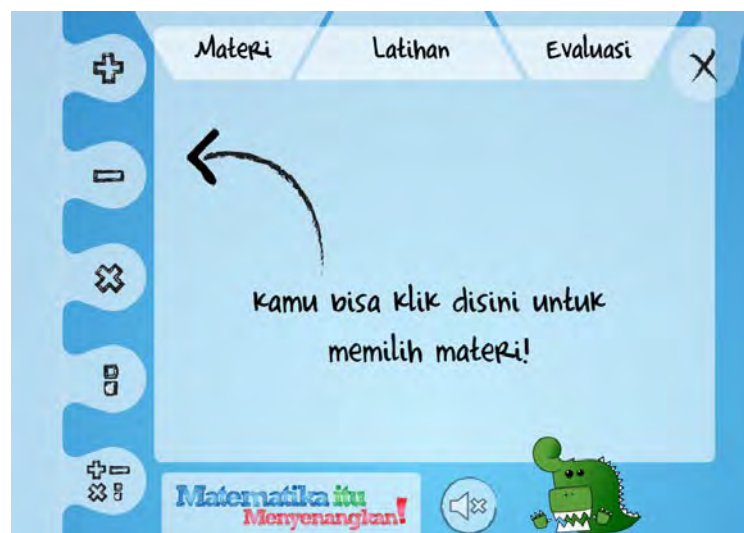 Materi
Latihan
Evaluasi
X
kamu bisa klik disini untuk
memilih materi!
Matematika itu
Menyenangkan!